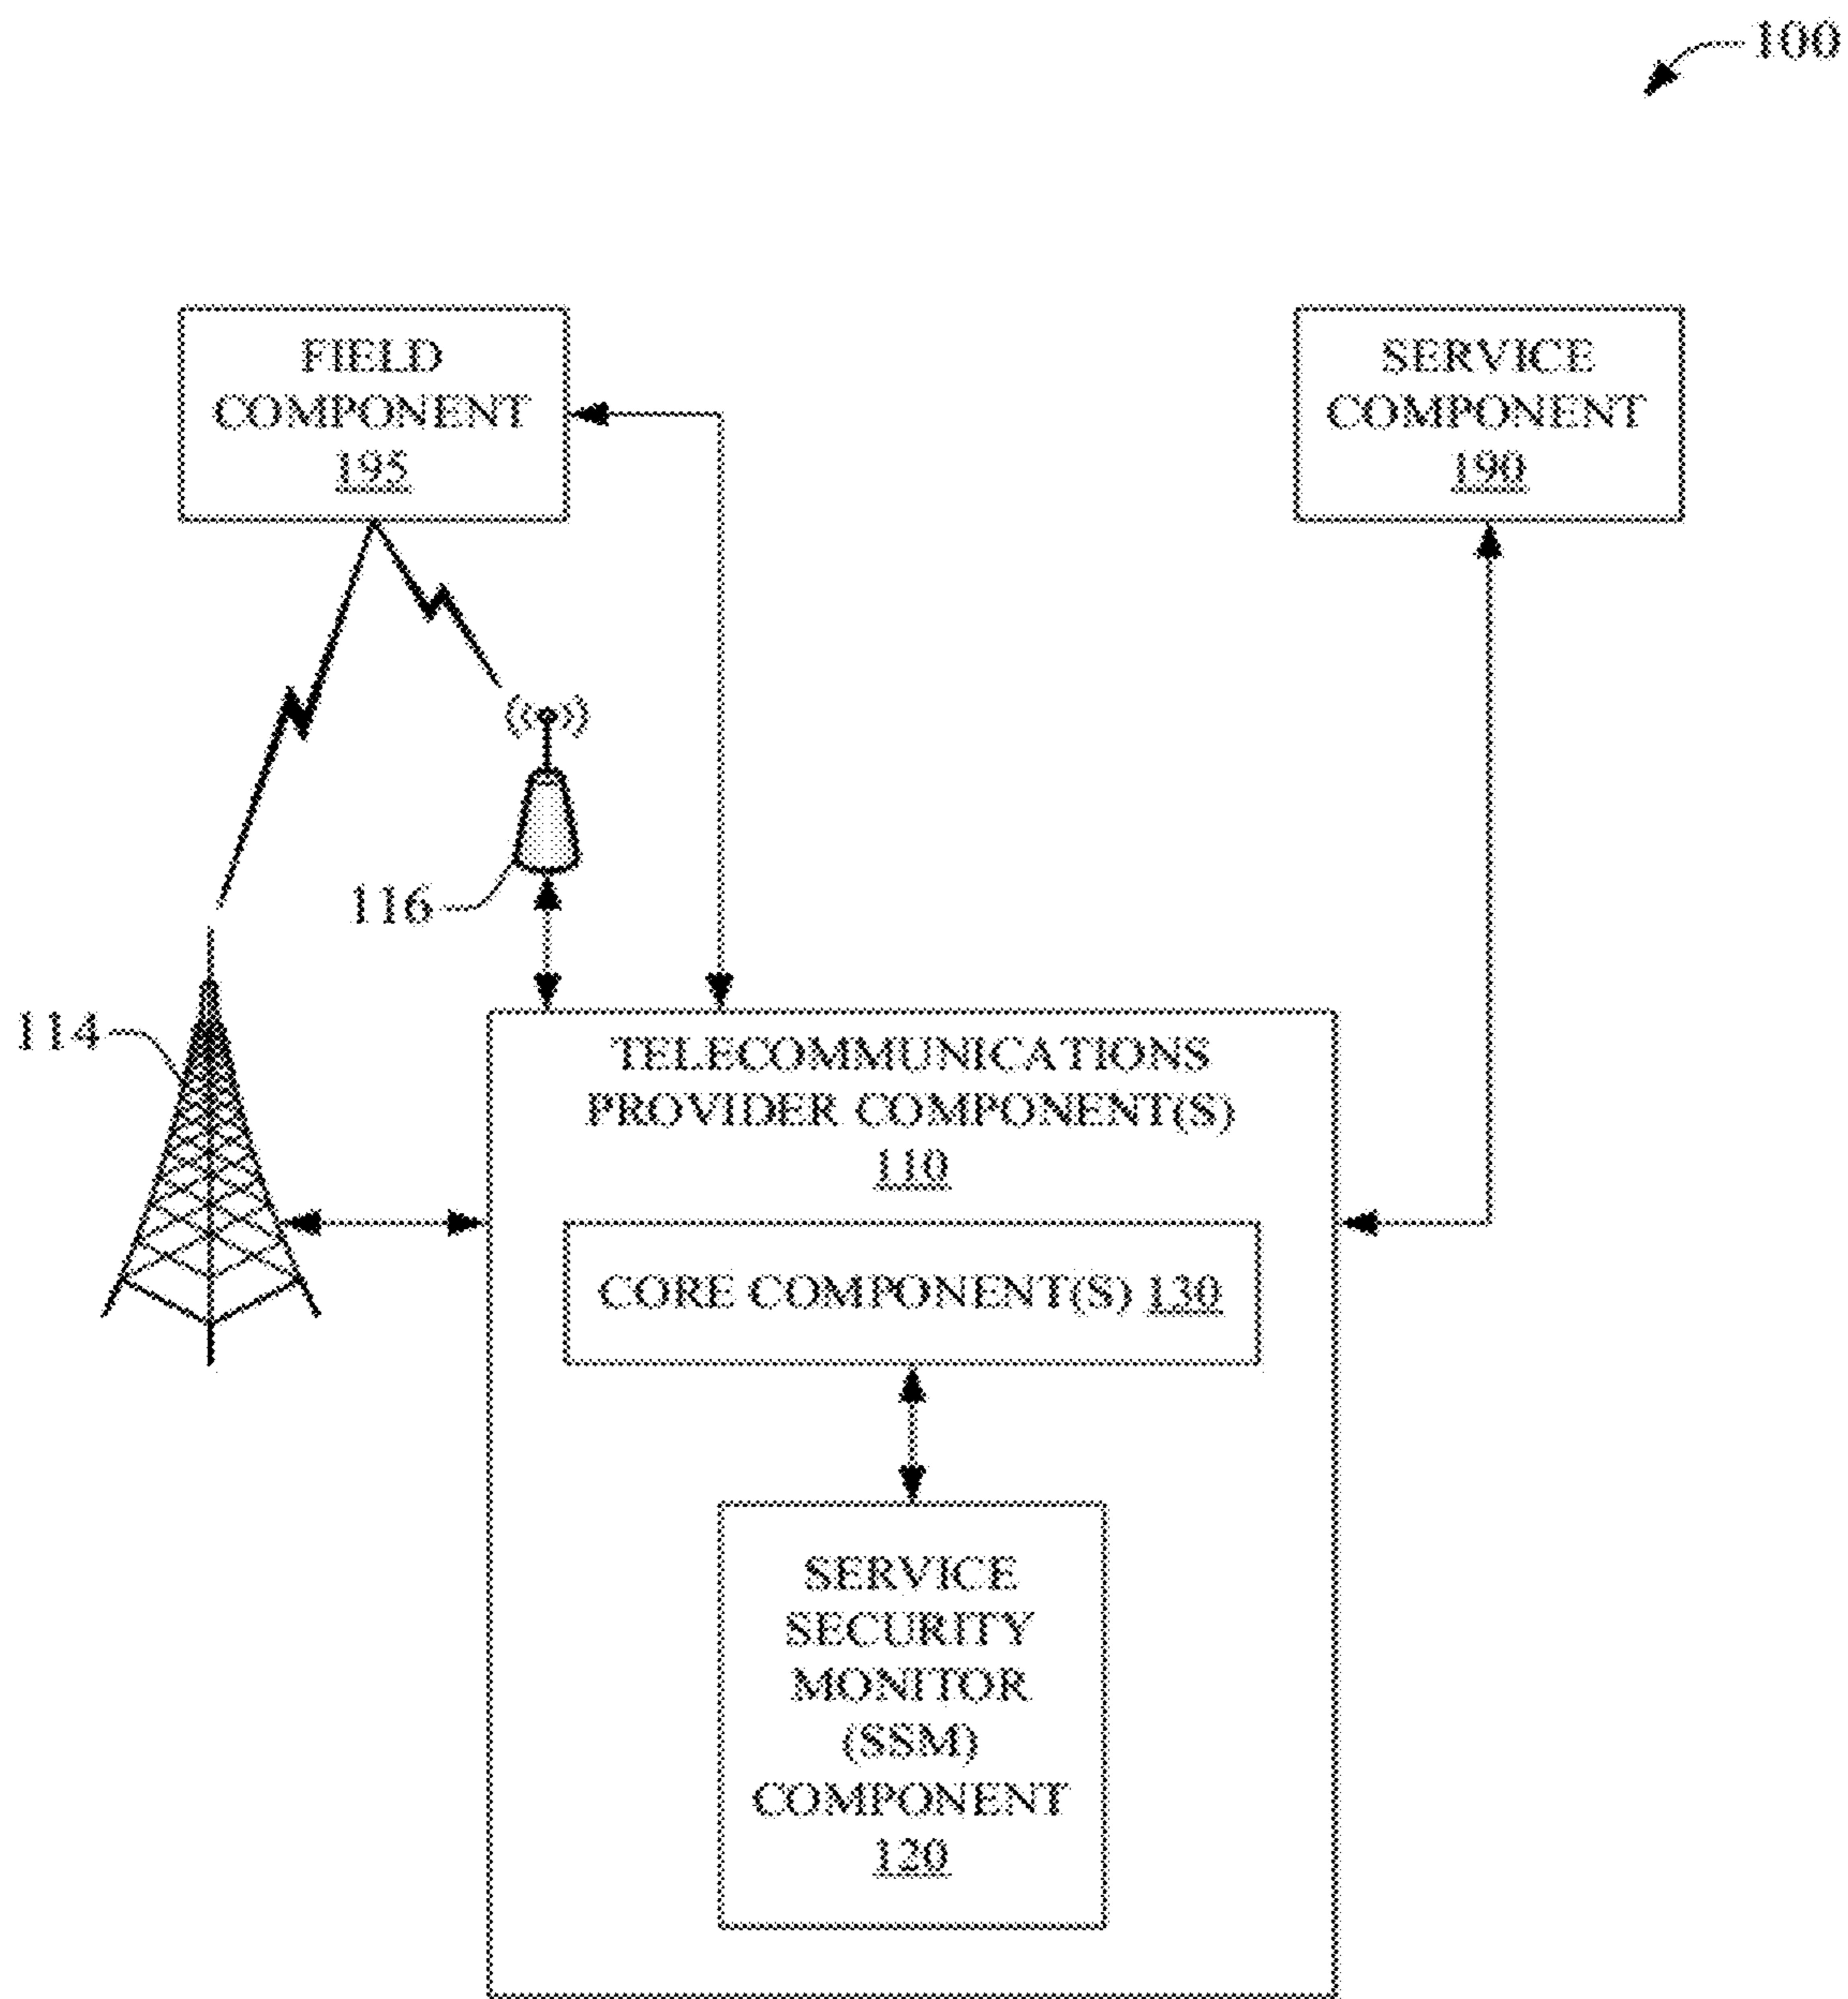 100
FIELD
COMPONENT
195
SERVICE
COMPONENT
190
116
114
TELECOMMUNICATIONS
PROVIDER COMPONENT(S)
110
CORE COMPONENT(S) 130
SERVICE
SECURITY
MONITOR
(SSM)
COMPONENT
120